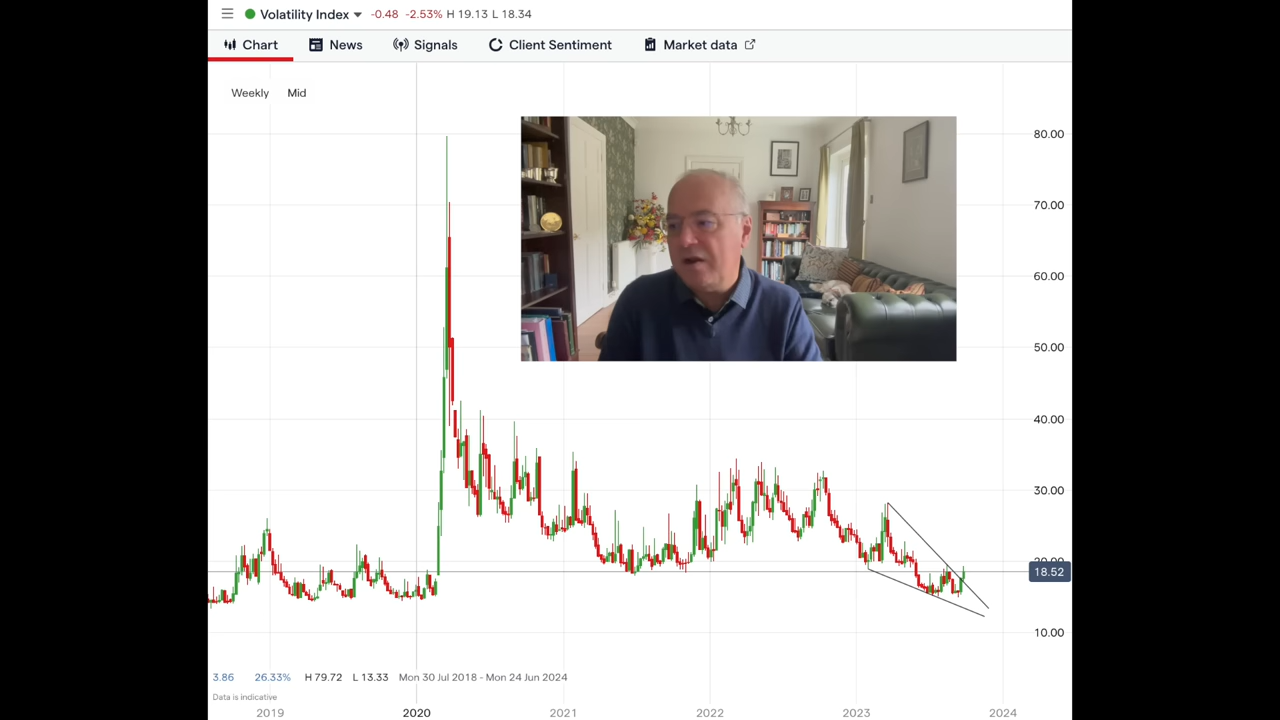 Volatility Index -0.48 -2.53% H 19.13 L 18.34
Chart News Signals Client Sentiment Market data
Weekly Mid
80.00
70.00
60.00
50.00
40.00
30.00
20.00
18.52
10.00
3.86 26.33% H 79.72 L 13.33 Mon 30 Jul 2018 - Mon 24 Jun 2024
Data is indicative
2019 2020 2021 2022 2023 2024